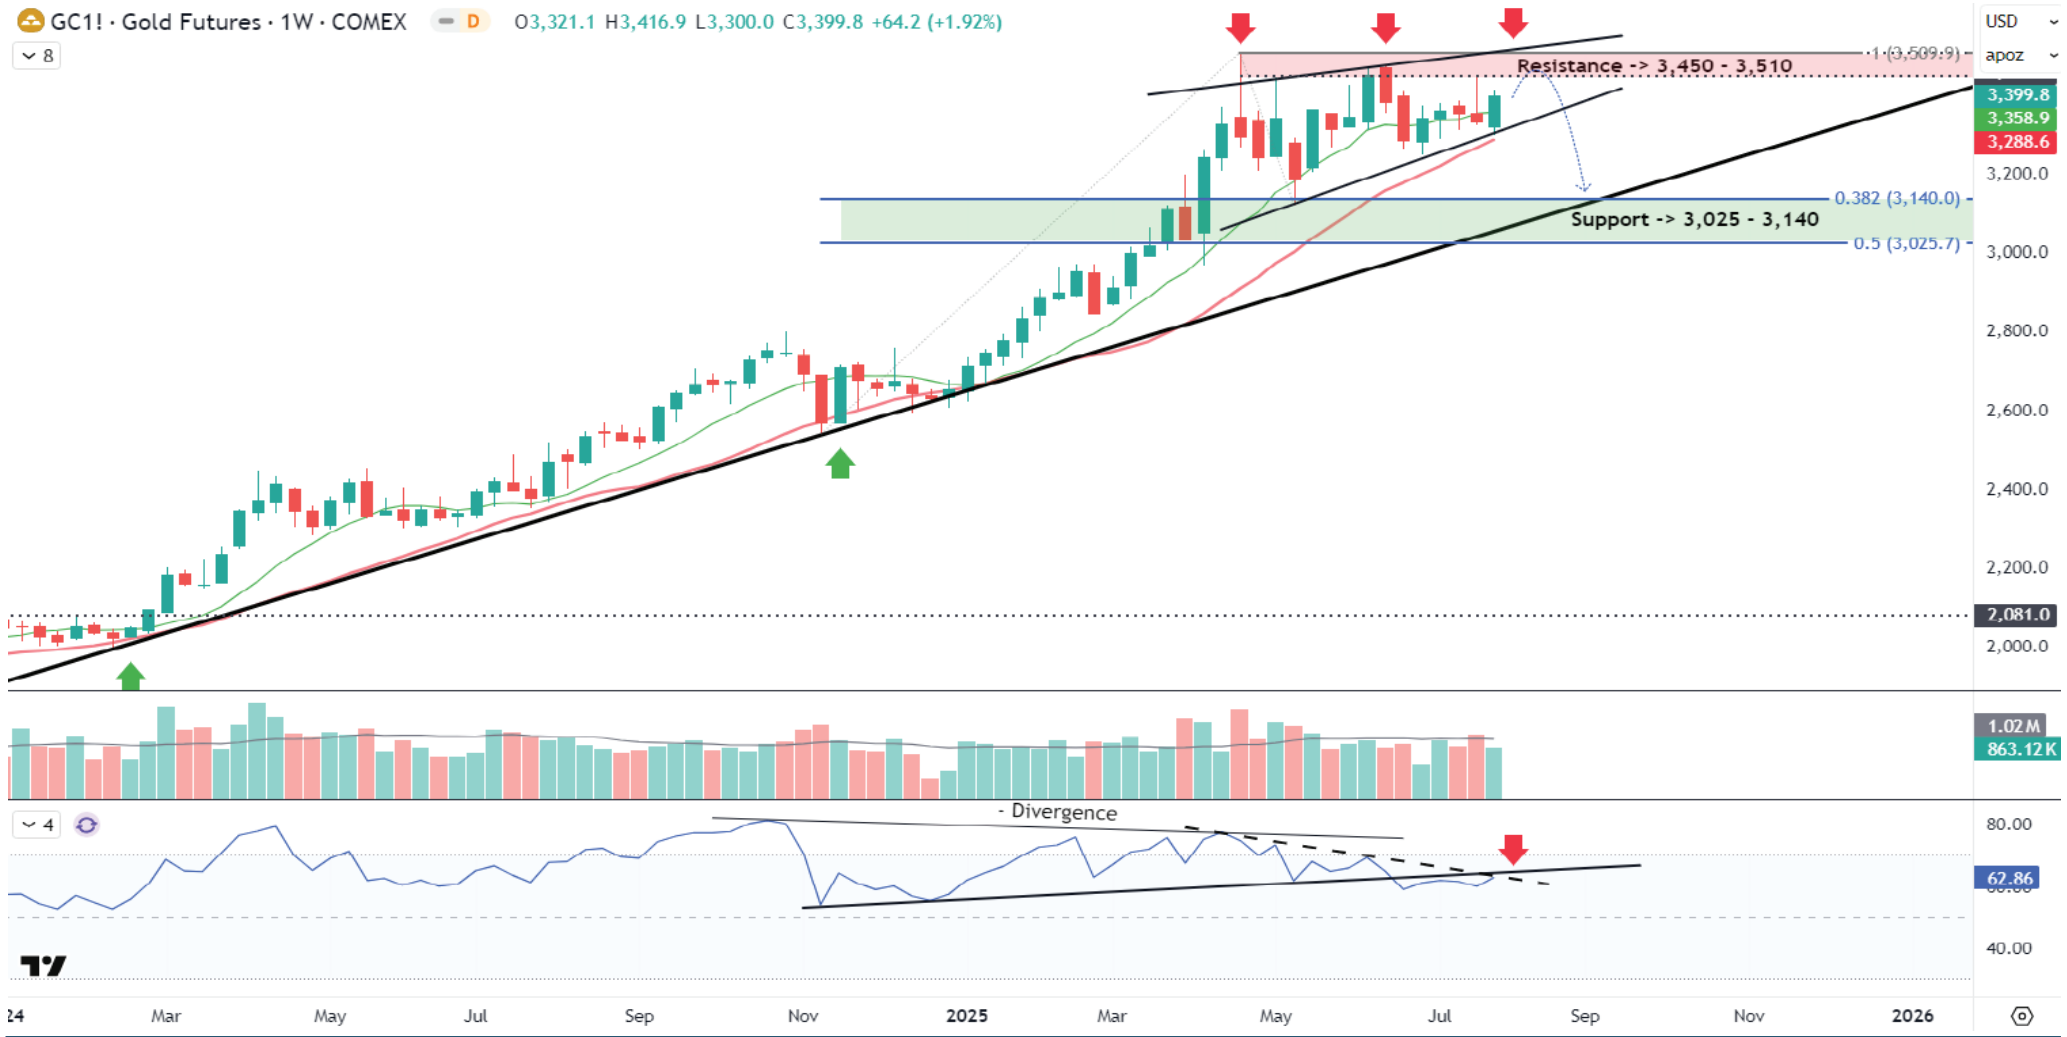 GC1! · Gold Futures · 1W · COMEX D O3,321.1 H3,416.9 L3,300.0 C3,399.8 +64.2 (+1.92%)
USD
8
apoz
1 (3,509.9)
Resistance -> 3,450 - 3,510
3,399.8
3,358.9
3,288.6
3,200.0
0.382 (3,140.0)
Support -> 3,025 - 3,140
0.5 (3,025.7)
3,000.0
2,800.0
2,600.0
2,400.0
2,200.0
2,081.0
2,000.0
1.02M
863.12K
4
- Divergence
80.00
62.86
40.00
24 Mar May Jul Sep Nov 2025 Mar May Jul Sep Nov 2026